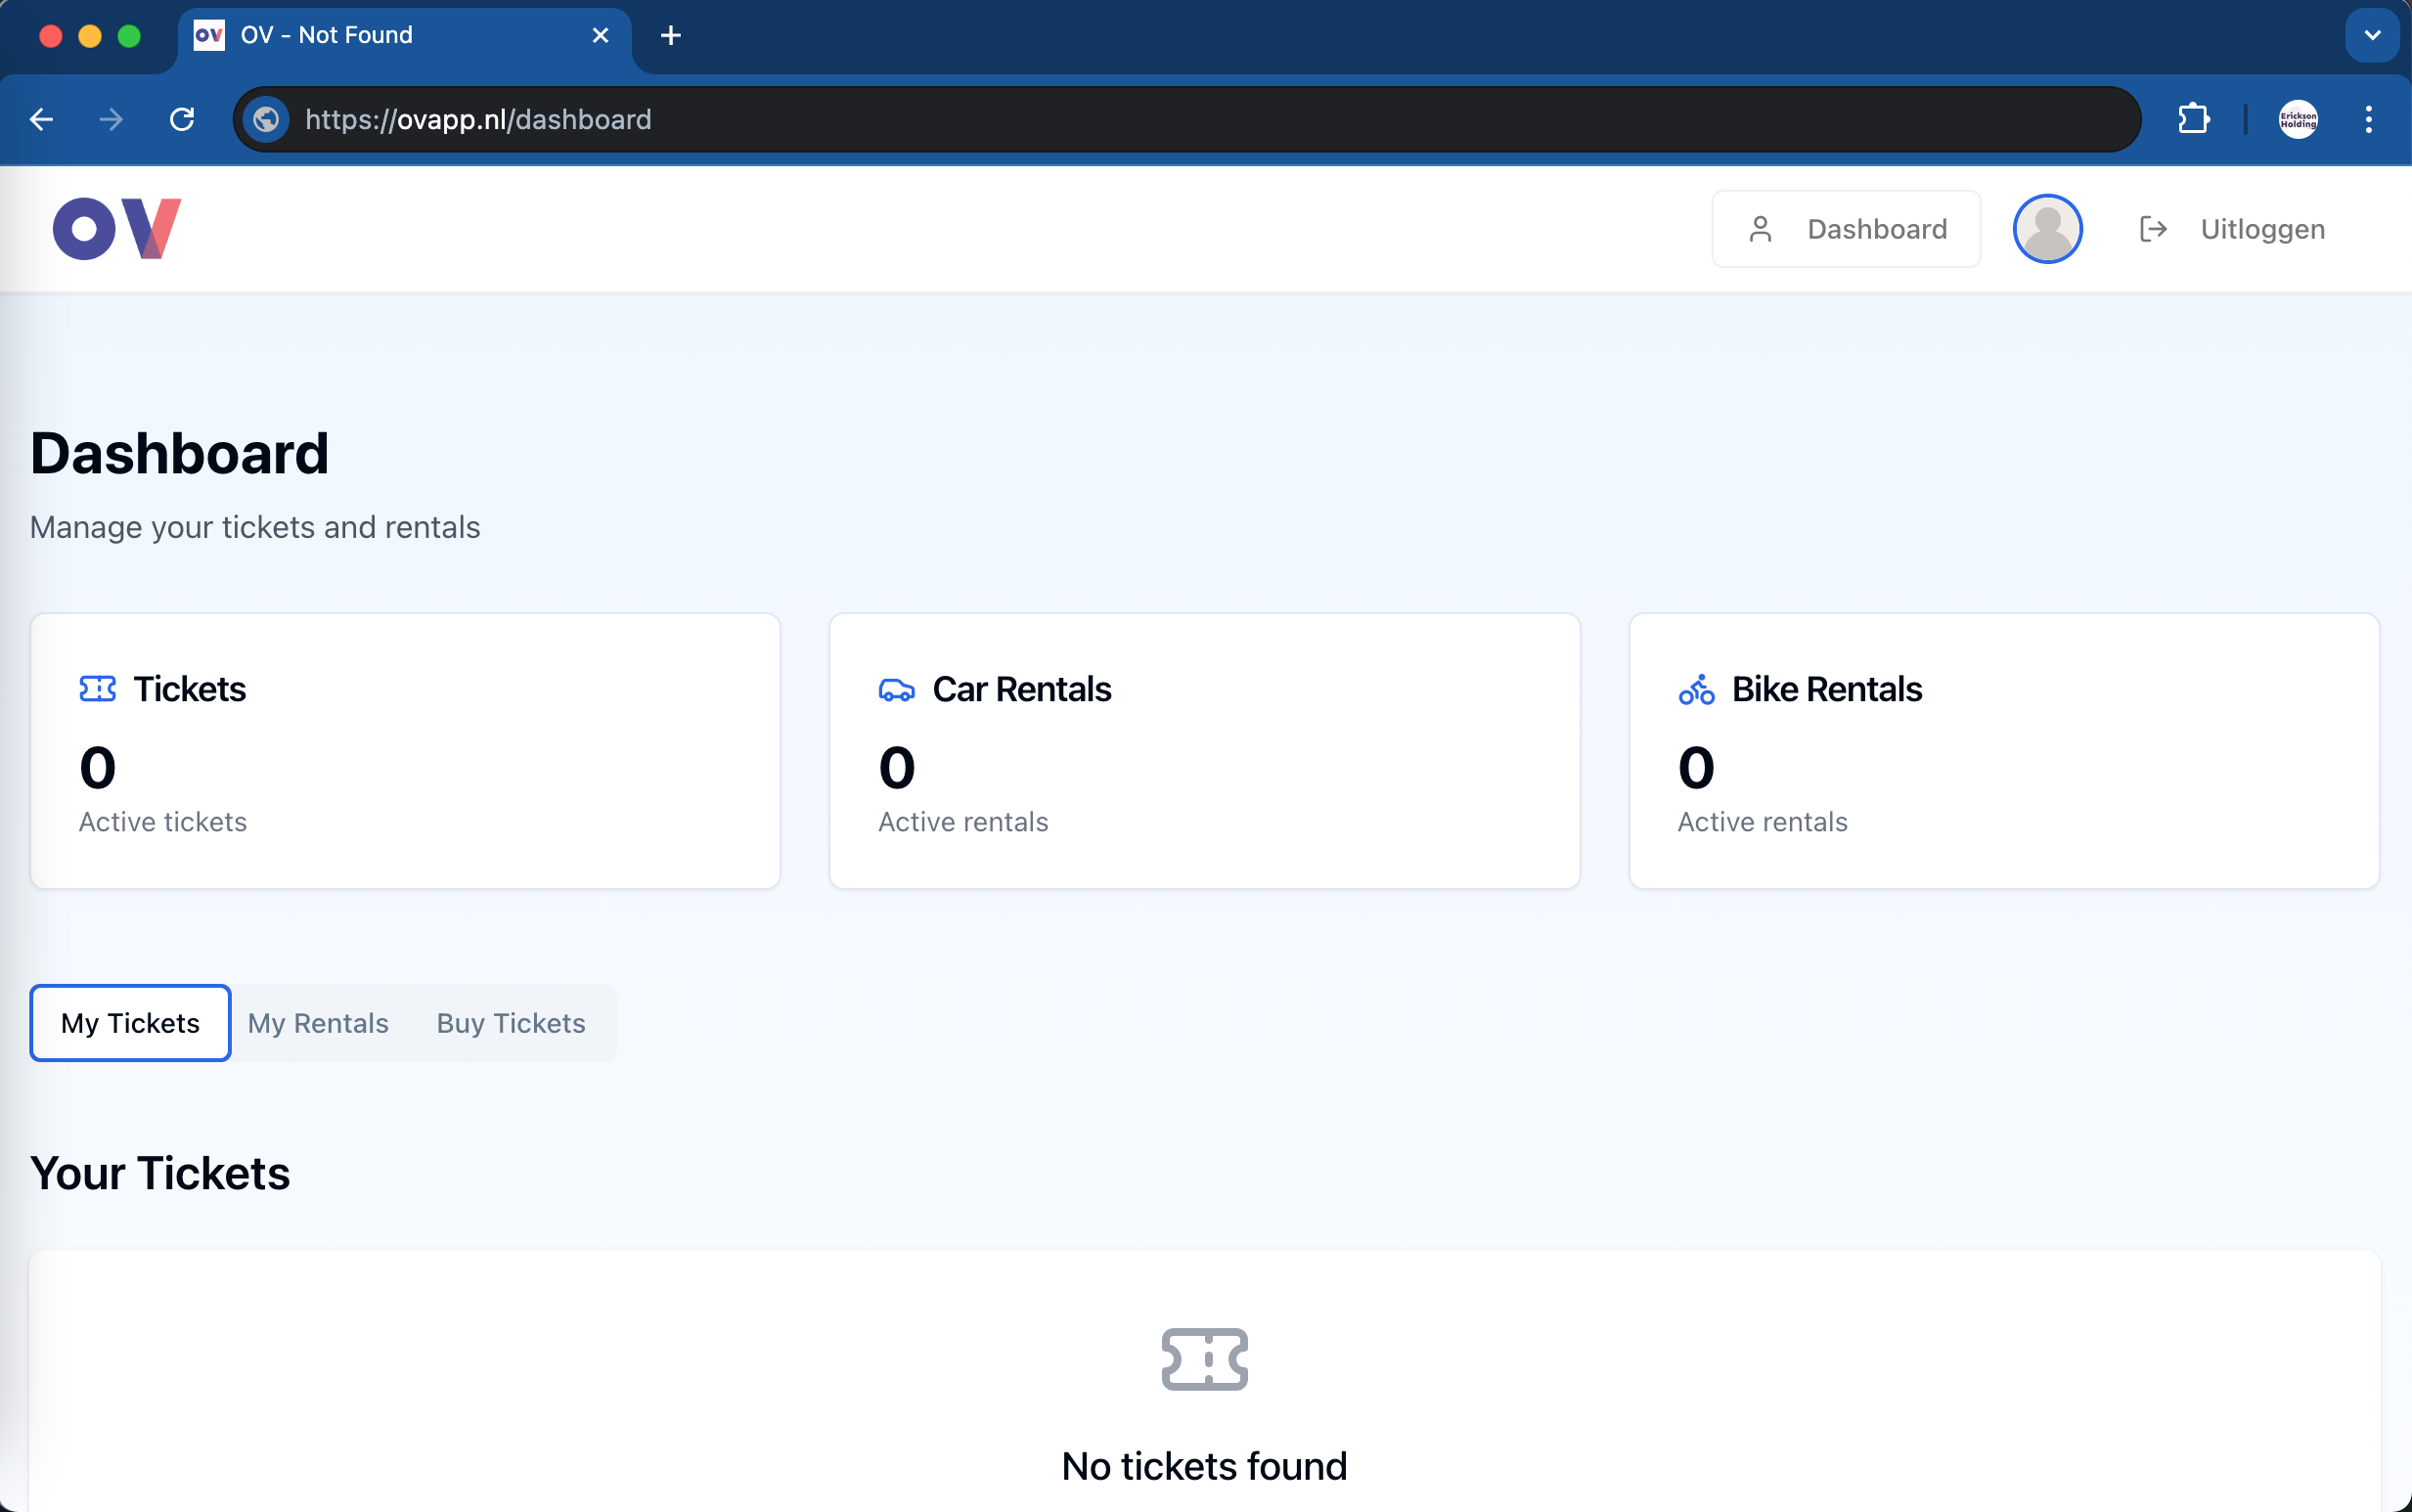 OV OV - Not Found
https://ovapp.nl/dashboard
Erickson
Holding
OV
Dashboard
Uitloggen
Dashboard
Manage your tickets and rentals
Tickets
0
Active tickets
Car Rentals
0
Active rentals
Bike Rentals
0
Active rentals
My Tickets
My Rentals
Buy Tickets
Your Tickets
No tickets found